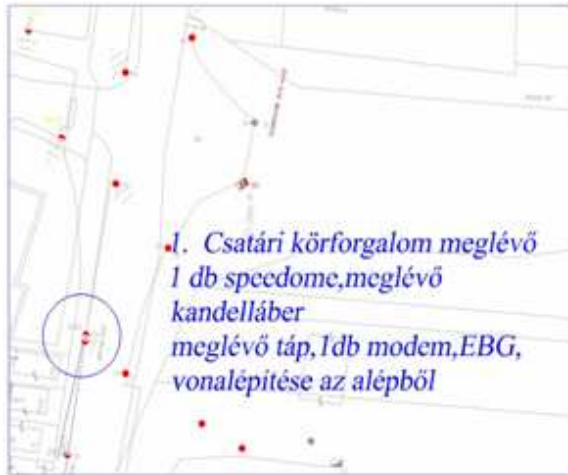 1. Csatári körforgalom meglévő
1 db speedome,meglévő
kandelláber
meglévő táp,1db modem,EBG,
vonalépítése az alépből